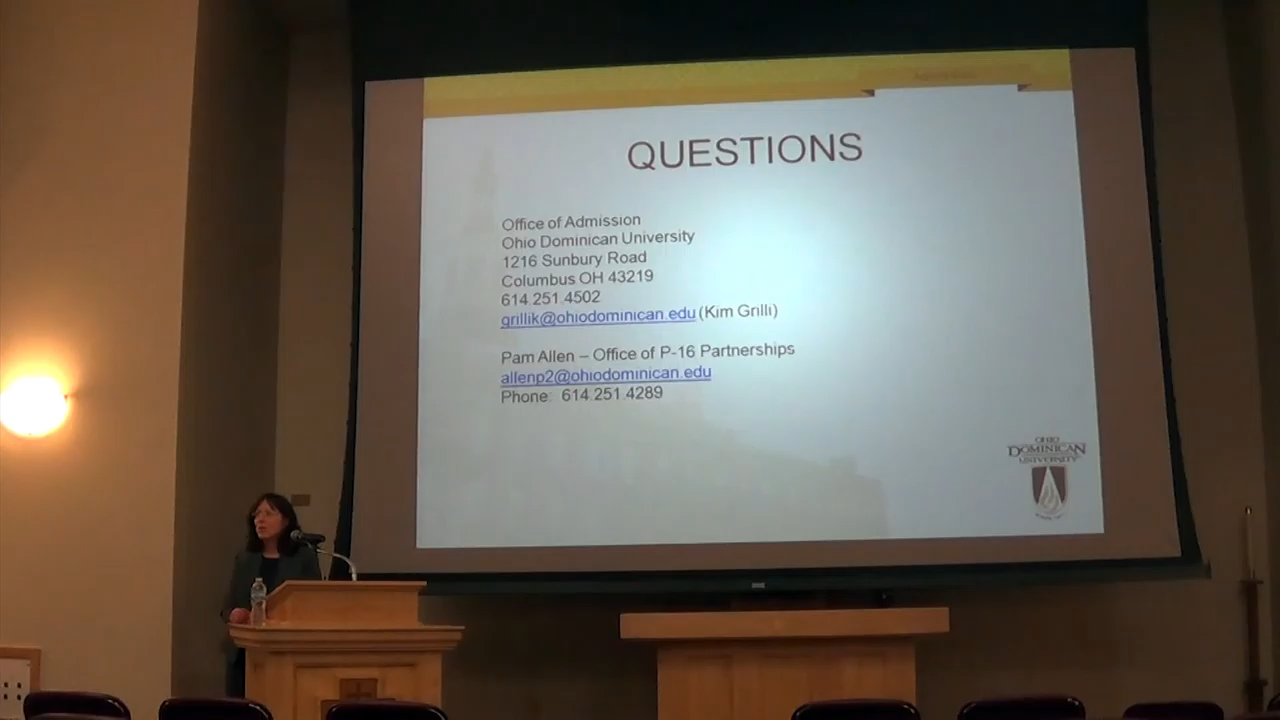 QUESTIONS
Office of Admission
Ohio Dominican University
1216 Sunbury Road
Columbus OH 43219
614.251.4502
grillik@ohiodominican.edu (Kim Grilli)
Pam Allen – Office of P-16 Partnerships
allenp2@ohiodominican.edu
Phone: 614.251.4289
OHIO
DOMINICAN
UNIVERSITY